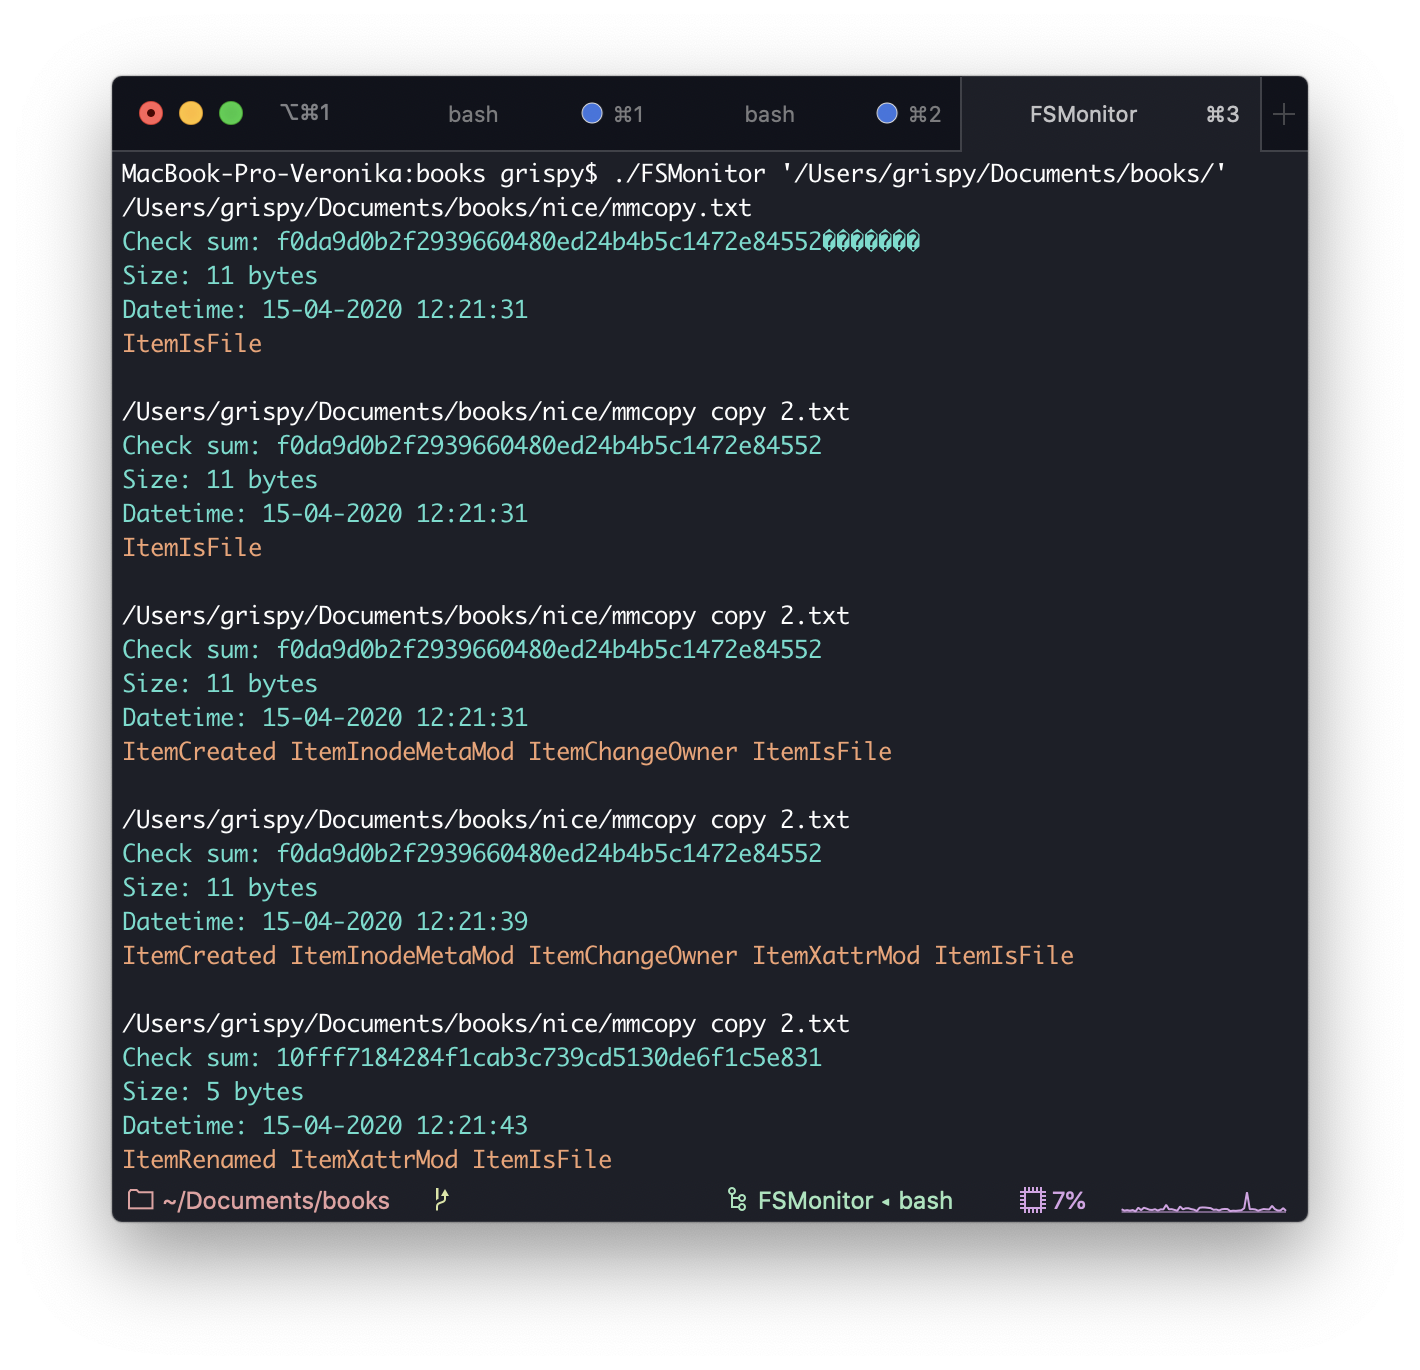 ⌥⌘1 bash ⌘1 bash ⌘2 FSMonitor ⌘3 +
MacBook-Pro-Veronika:books grispy$ ./FSMonitor '/Users/grispy/Documents/books/'
/Users/grispy/Documents/books/nice/mmcopy.txt
Check sum: f0da9d0b2f2939660480ed24b4b5c1472e84552�������
Size: 11 bytes
Datetime: 15-04-2020 12:21:31
ItemIsFile
/Users/grispy/Documents/books/nice/mmcopy copy 2.txt
Check sum: f0da9d0b2f2939660480ed24b4b5c1472e84552
Size: 11 bytes
Datetime: 15-04-2020 12:21:31
ItemIsFile
/Users/grispy/Documents/books/nice/mmcopy copy 2.txt
Check sum: f0da9d0b2f2939660480ed24b4b5c1472e84552
Size: 11 bytes
Datetime: 15-04-2020 12:21:31
ItemCreated ItemInodeMetaMod ItemChangeOwner ItemIsFile
/Users/grispy/Documents/books/nice/mmcopy copy 2.txt
Check sum: f0da9d0b2f2939660480ed24b4b5c1472e84552
Size: 11 bytes
Datetime: 15-04-2020 12:21:39
ItemCreated ItemInodeMetaMod ItemChangeOwner ItemXattrMod ItemIsFile
/Users/grispy/Documents/books/nice/mmcopy copy 2.txt
Check sum: 10fff7184284f1cab3c739cd5130de6f1c5e831
Size: 5 bytes
Datetime: 15-04-2020 12:21:43
ItemRenamed ItemXattrMod ItemIsFile
~/Documents/books FSMonitor ◂ bash 7%